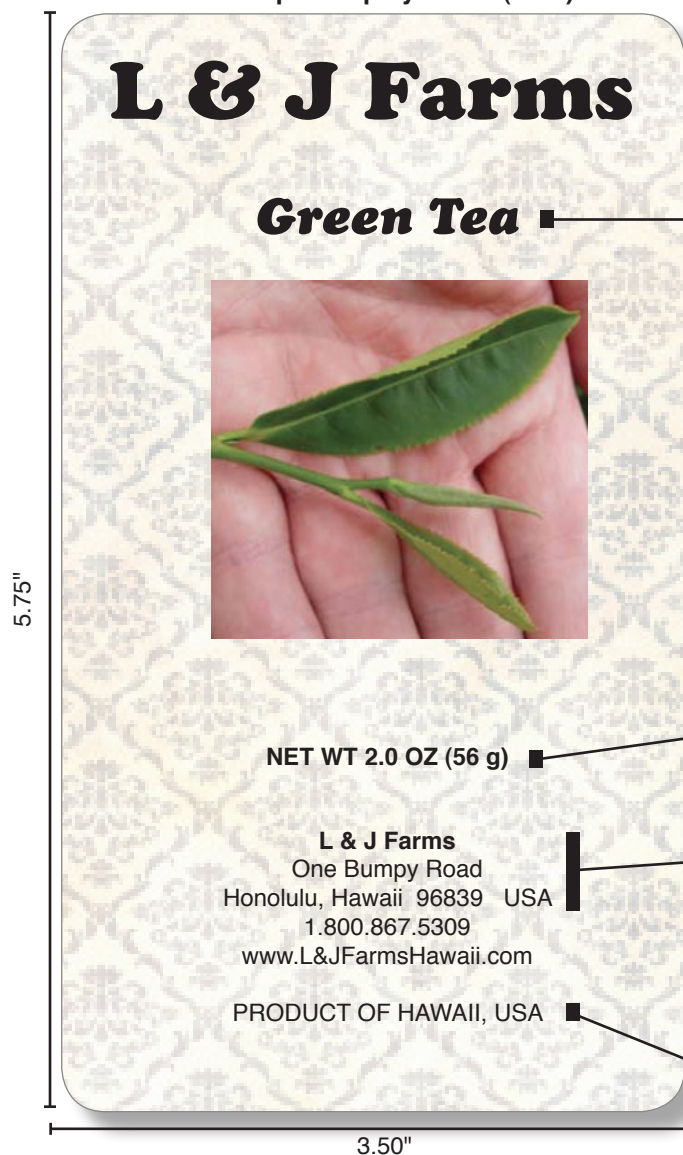 L & J Farms
Green Tea
5.75"
NET WT 2.0 OZ (56 g)
L & J Farms
One Bumpy Road
Honolulu, Hawaii 96839 USA
1.800.867.5309
www.L&JFarmsHawaii.com
PRODUCT OF HAWAII, USA
3.50"